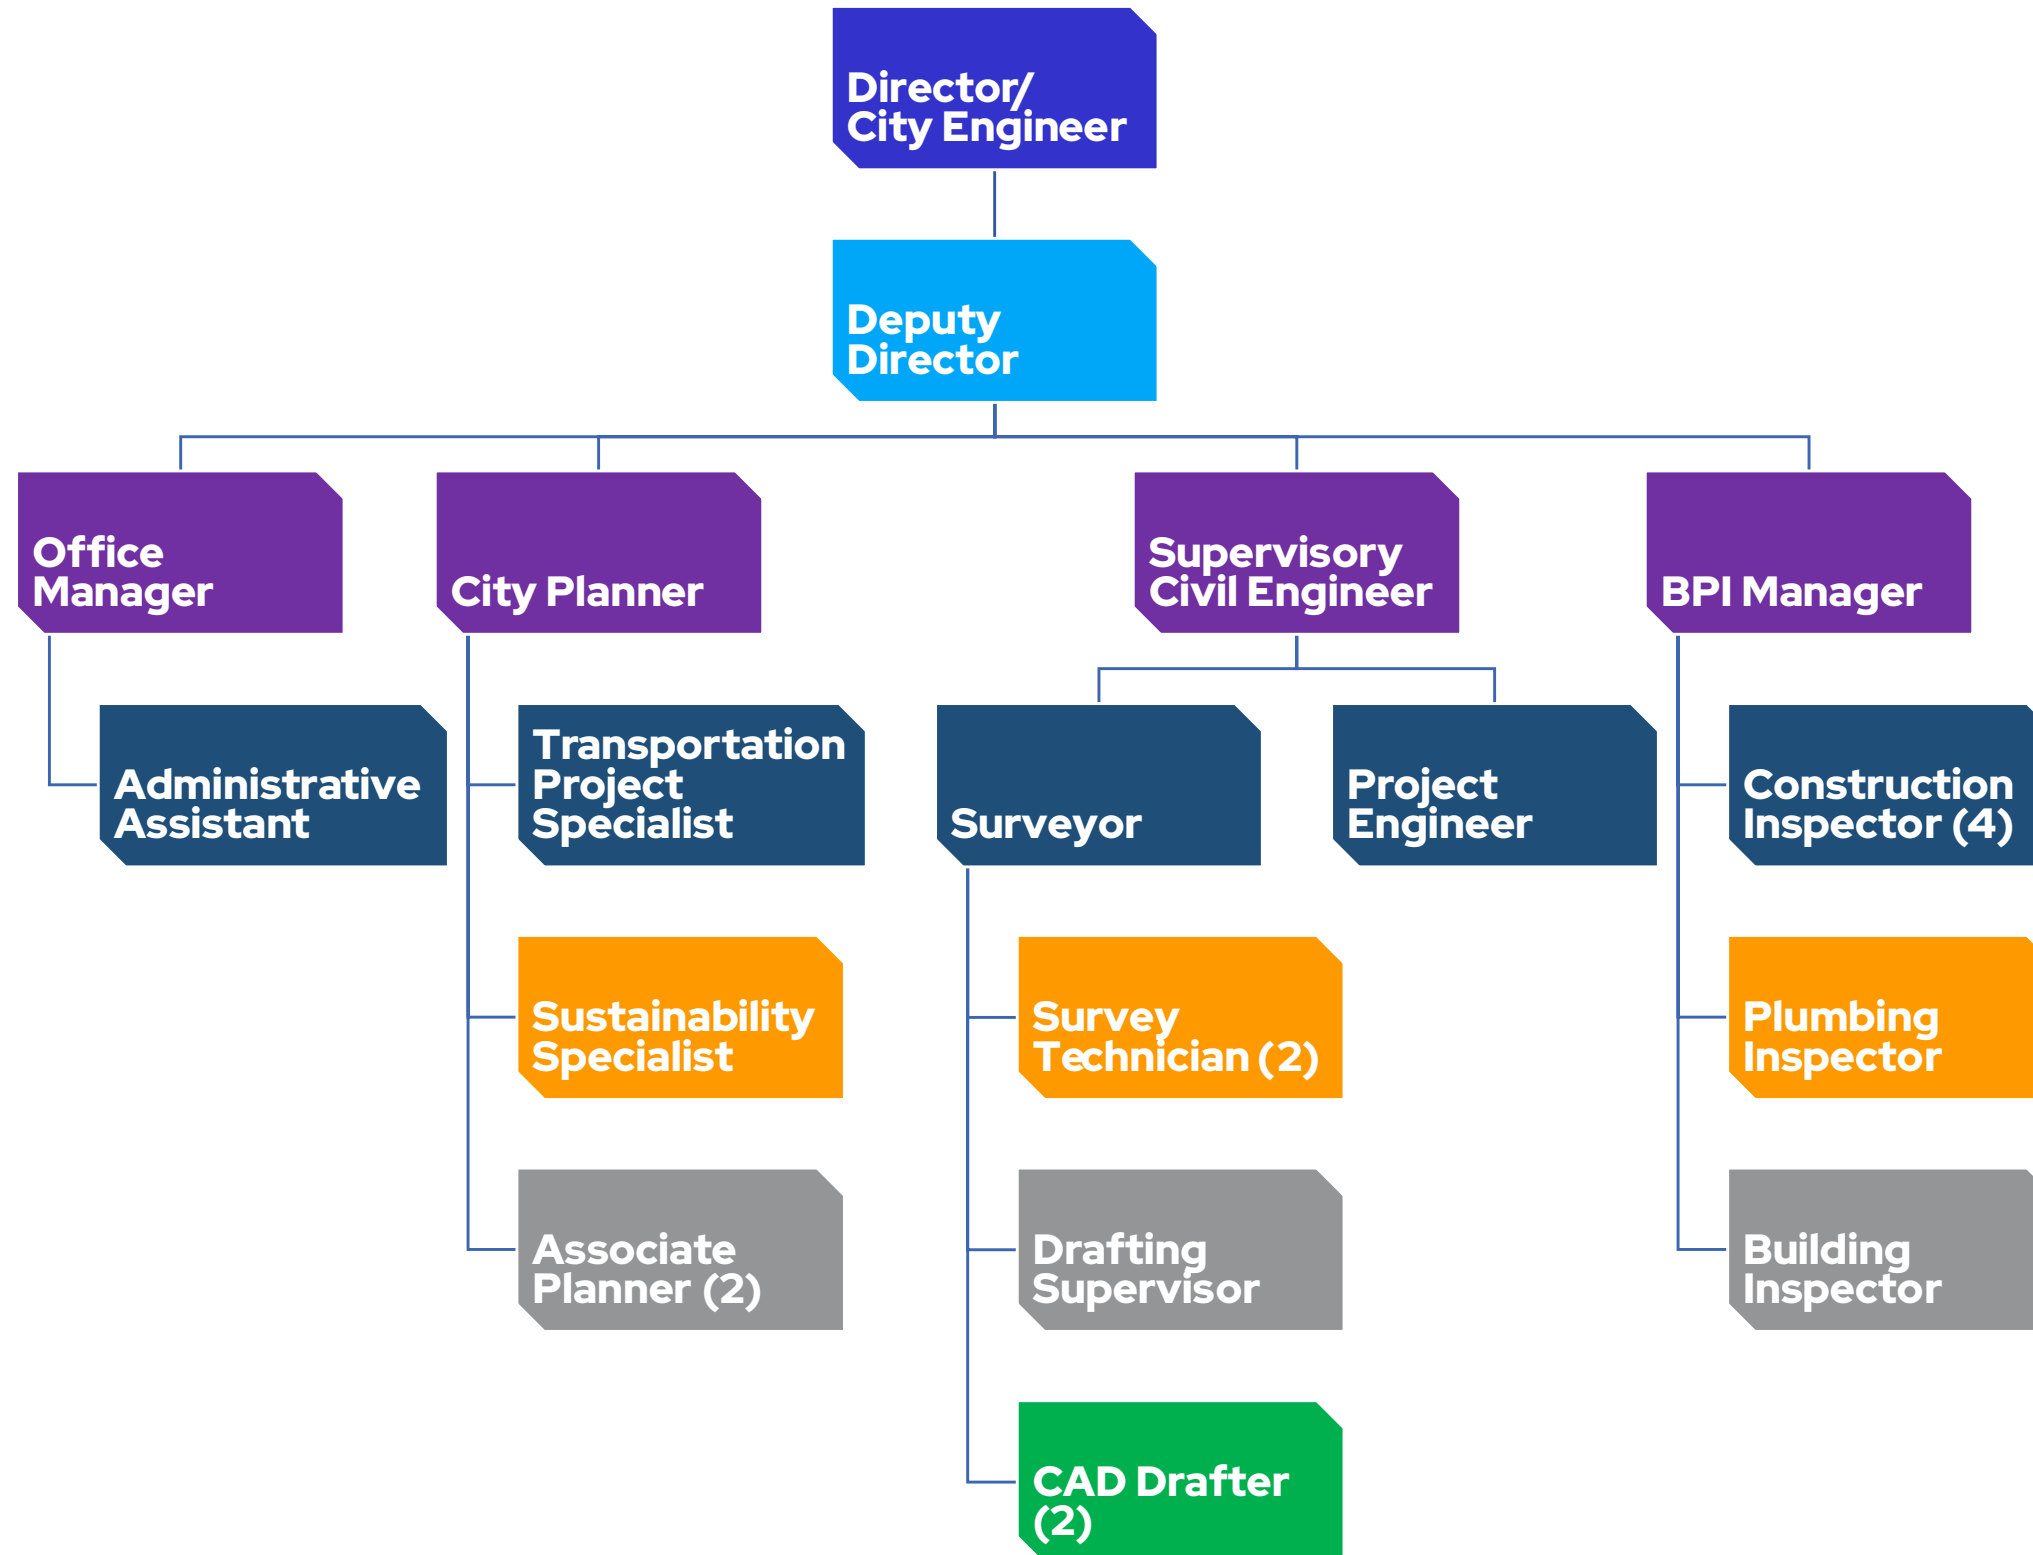 Director/
City Engineer
Deputy
Director
Office
Manager
City Planner
Supervisory
Civil Engineer
BPI Manager
Administrative
Assistant
Transportation
Project
Specialist
Surveyor
Project
Engineer
Construction
Inspector (4)
Sustainability
Specialist
Survey
Technician (2)
Plumbing
Inspector
Associate
Planner (2)
Drafting
Supervisor
Building
Inspector
CAD Drafter
(2)